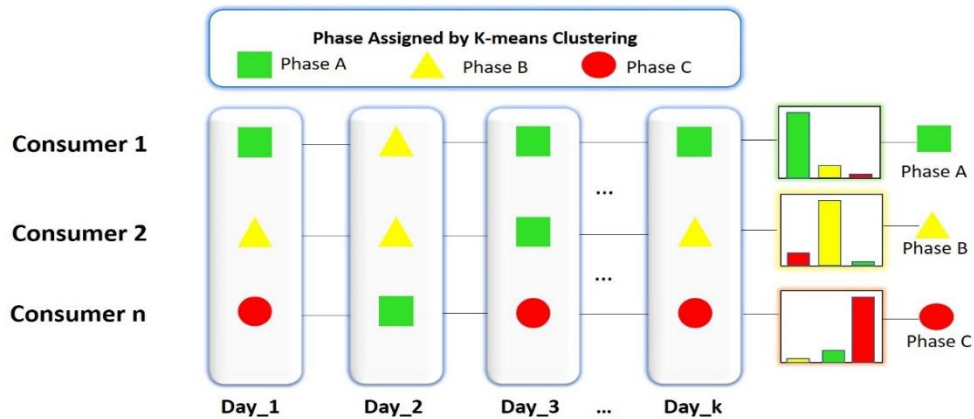 Phase Assigned by K-means Clustering
Phase A
Phase B
Phase C
Consumer 1
Phase A
...
Consumer 2
Phase B
...
Consumer n
Phase C
Day_1
Day_2
Day_3
...
Day_k